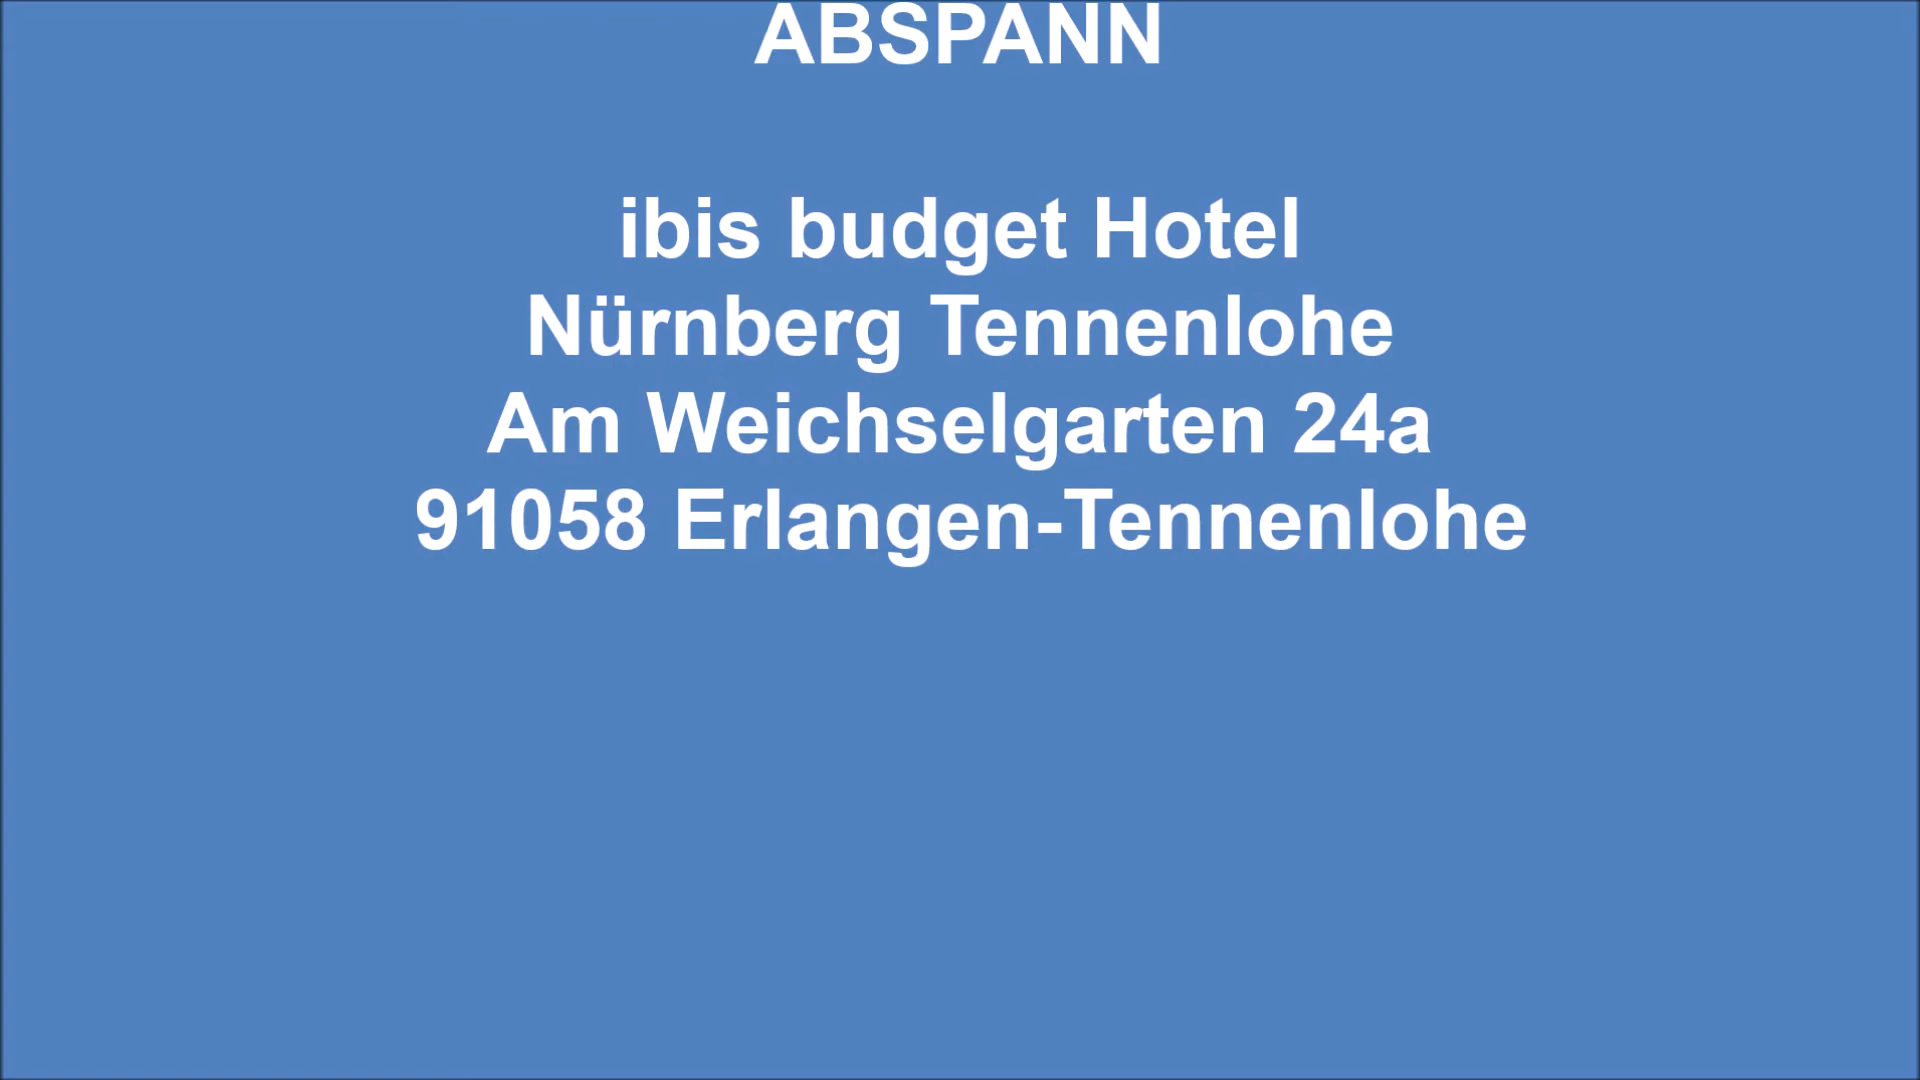 ABSPANN
ibis budget Hotel
Nürnberg Tennenlohe
Am Weichselgarten 24a
91058 Erlangen-Tennenlohe